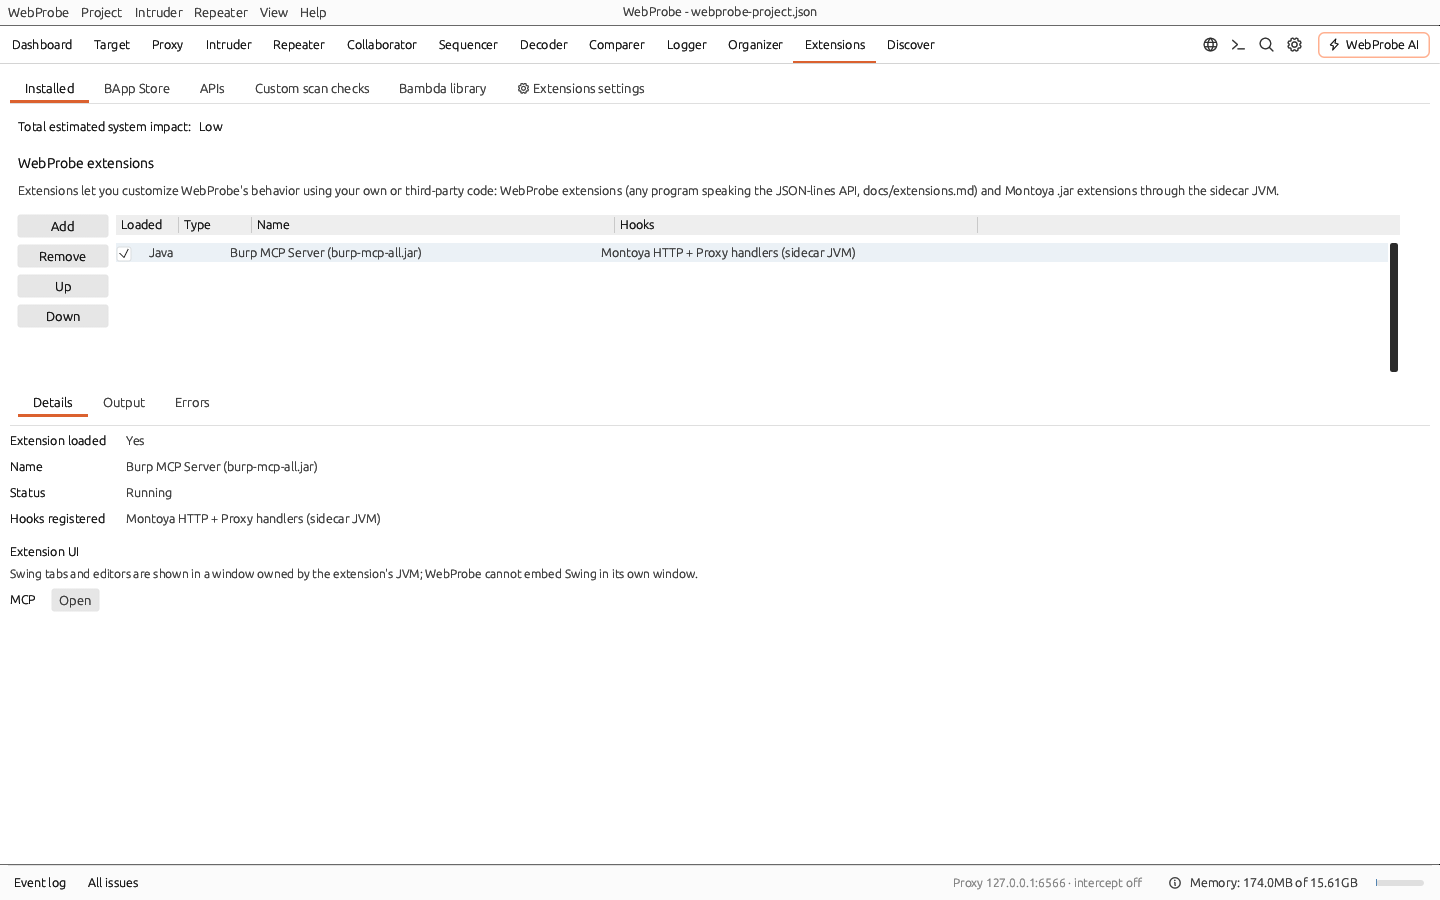 WebProbe Project Intruder Repeater View Help WebProbe - webprobe-project.json
Dashboard Target Proxy Intruder Repeater Collaborator Sequencer Decoder Comparer Logger Organizer Extensions Discover WebProbe AI
Installed BApp Store APIs Custom scan checks Bambda library Extensions settings
Total estimated system impact: Low
WebProbe extensions
Extensions let you customize WebProbe's behavior using your own or third-party code: WebProbe extensions (any program speaking the JSON-lines API, docs/extensions.md) and Montoya .jar extensions through the sidecar JVM.
Add Loaded Type Name Hooks
Remove Java Burp MCP Server (burp-mcp-all.jar) Montoya HTTP + Proxy handlers (sidecar JVM)
Up
Down
Details Output Errors
Extension loaded Yes
Name Burp MCP Server (burp-mcp-all.jar)
Status Running
Hooks registered Montoya HTTP + Proxy handlers (sidecar JVM)
Extension UI
Swing tabs and editors are shown in a window owned by the extension's JVM; WebProbe cannot embed Swing in its own window.
MCP Open
Event log All issues Proxy 127.0.0.1:6566 · intercept off Memory: 174.0MB of 15.61GB